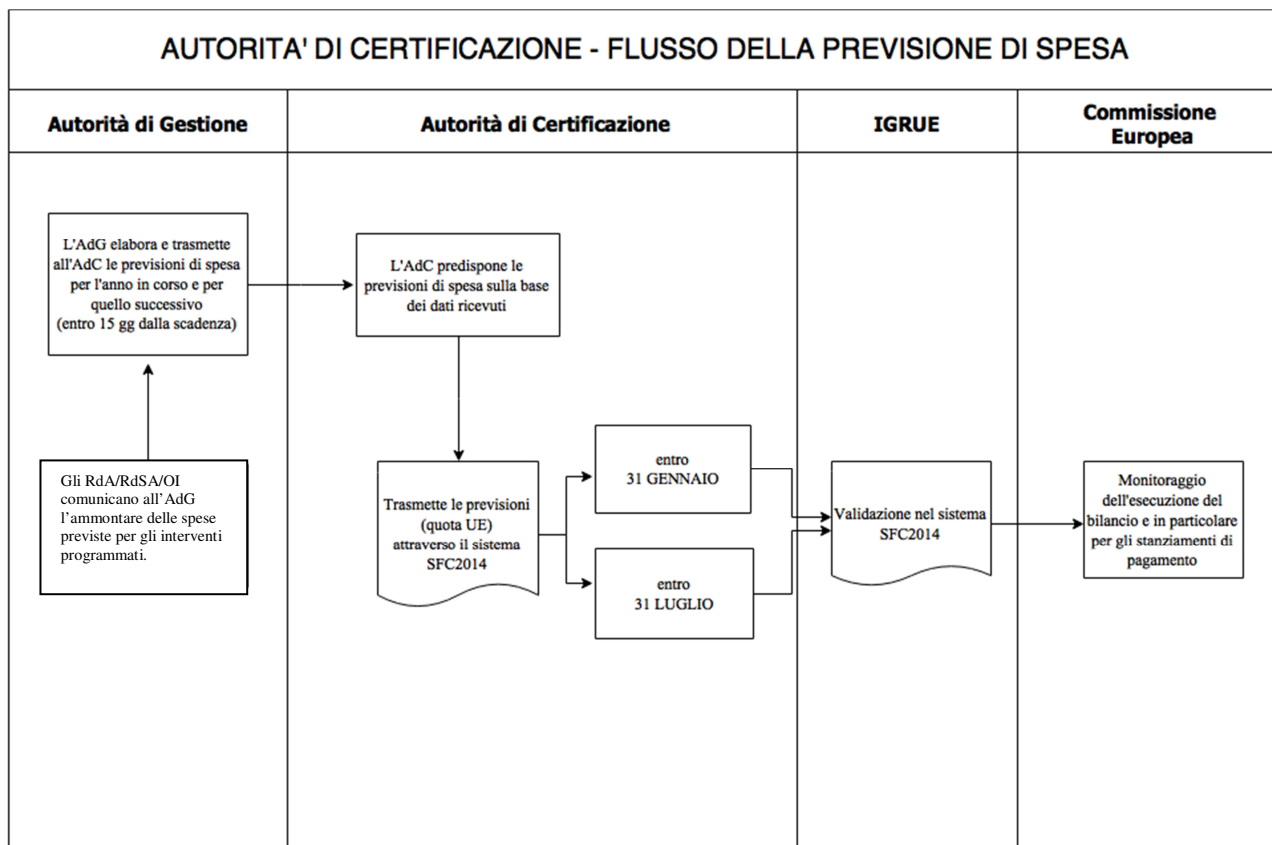 AUTORITA' DI CERTIFICAZIONE - FLUSSO DELLA PREVISIONE DI SPESA
Autorità di Gestione
Autorità di Certificazione
IGRUE
Commissione
Europea
L'AdG elabora e trasmette
all'AdC le previsioni di spesa
per l'anno in corso e per
quello successivo
(entro 15 gg dalla scadenza)
L'AdC predispone le
previsioni di spesa sulla base
dei dati ricevuti
Gli RdA/RdSA/OI
comunicano all’AdG
l’ammontare delle spese
previste per gli interventi
programmati.
Trasmette le previsioni
(quota UE)
attraverso il sistema
SFC2014
entro
31 GENNAIO
entro
31 LUGLIO
Validazione nel sistema
SFC2014
Monitoraggio
dell'esecuzione del
bilancio e in particolare
per gli stanziamenti di
pagamento